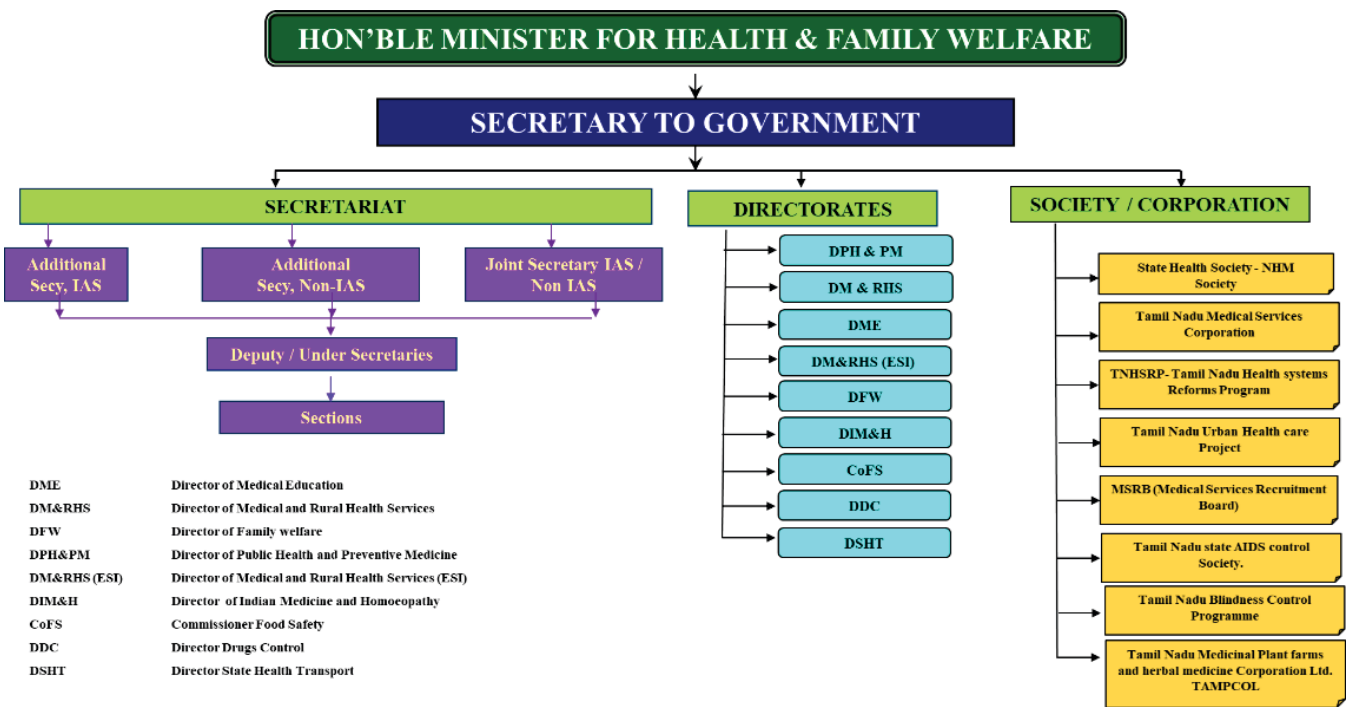 HON’BLE MINISTER FOR HEALTH & FAMILY WELFARE
SECRETARY TO GOVERNMENT
SECRETARIAT
Additional
Secy, IAS
Additional
Secy, Non-IAS
Joint Secretary IAS /
Non IAS
Deputy / Under Secretaries
Sections
DIRECTORATES
DPH & PM
DM & RHS
DME
DM&RHS (ESI)
DFW
DIM&H
CoFS
DDC
DSHT
SOCIETY / CORPORATION
State Health Society - NHM
Society
Tamil Nadu Medical Services
Corporation
TNHSRP- Tamil Nadu Health systems
Reforms Program
Tamil Nadu Urban Health care
Project
MSRB (Medical Services Recruitment
Board)
Tamil Nadu state AIDS control
Society.
Tamil Nadu Blindness Control
Programme
Tamil Nadu Medicinal Plant farms
and herbal medicine Corporation Ltd.
TAMPCOL
DME Director of Medical Education
DM&RHS Director of Medical and Rural Health Services
DFW Director of Family welfare
DPH&PM Director of Public Health and Preventive Medicine
DM&RHS (ESI) Director of Medical and Rural Health Services (ESI)
DIM&H Director of Indian Medicine and Homoeopathy
CoFS Commissioner Food Safety
DDC Director Drugs Control
DSHT Director State Health Transport